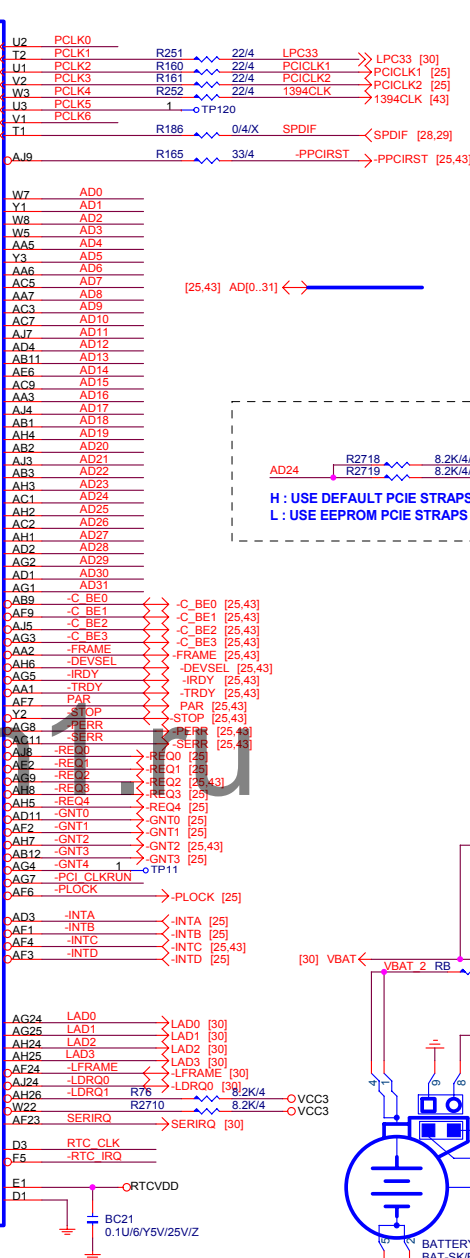 U2 PCLK0
T2 PCLK1 R251 22/4 LPC33 LPC33 [30]
U1 PCLK2 R160 22/4 PCICLK1 PCICLK1 [25]
V2 PCLK3 R161 22/4 PCICLK2 PCICLK2 [25]
W3 PCLK4 R252 22/4 1394CLK 1394CLK [43]
U3 PCLK5 1 TP120
V1 PCLK6
T1 R186 0/4/X SPDIF SPDIF [28,29]
AJ9 R165 33/4 -PPCIRST -PPCIRST [25,43]
W7 AD0
Y1 AD1
W8 AD2
W5 AD3
AA5 AD4
Y3 AD5
AA6 AD6
AC5 AD7
AA7 AD8
AC3 AD9
AC7 AD10
AJ7 AD11
AD4 AD12
AB11 AD13
AE6 AD14
AC9 AD15
AA3 AD16
AJ4 AD17
AB1 AD18
AH4 AD19
AB2 AD20
AJ3 AD21
AB3 AD22
AH3 AD23
AC1 AD24
AH2 AD25
AC2 AD26
AH1 AD27
AD2 AD28
AG2 AD29
AD1 AD30
AG1 AD31
[25,43] AD[0..31]
R2718 8.2K/4/
AD24 R2719 8.2K/4/
H : USE DEFAULT PCIE STRAPS
L : USE EEPROM PCIE STRAPS
AB9 -C_BE0 -C_BE0 [25,43]
AF9 -C_BE1 -C_BE1 [25,43]
AJ5 -C_BE2 -C_BE2 [25,43]
AG3 -C_BE3 -C_BE3 [25,43]
AA2 -FRAME -FRAME [25,43]
AH6 -DEVSEL -DEVSEL [25,43]
AG5 -IRDY -IRDY [25,43]
AA1 -TRDY -TRDY [25,43]
AF7 PAR PAR [25,43]
Y2 -STOP -STOP [25,43]
AG8 -PERR -PERR [25,43]
AC11 -SERR -SERR [25,43]
AJ8 -REQ0 -REQ0 [25]
AE2 -REQ1 -REQ1 [25]
AG9 -REQ2 -REQ2 [25,43]
AH8 -REQ3 -REQ3 [25]
AH5 -REQ4 -REQ4 [25]
AD11 -GNT0 -GNT0 [25]
AF2 -GNT1 -GNT1 [25]
AH7 -GNT2 -GNT2 [25,43]
AB12 -GNT3 -GNT3 [25]
AG4 -GNT4 1 TP11
AG7 -PCI_CLKRUN
AF6 -PLOCK -PLOCK [25]
1.ru
AD3 -INTA -INTA [25]
AF1 -INTB -INTB [25]
AF4 -INTC -INTC [25,43]
AF3 -INTD -INTD [25]
[30] VBAT
VBAT_2 RB
AG24 LAD0 LAD0 [30]
AG25 LAD1 LAD1 [30]
AH24 LAD2 LAD2 [30]
AH25 LAD3 LAD3 [30]
AF24 -LFRAME -LFRAME [30]
AJ24 -LDRQ0 -LDRQ0 [30]
AH26 -LDRQ1 R76 8.2K/4 VCC3
W22 R2710 8.2K/4 VCC3
AF23 SERIRQ SERIRQ [30]
D3 RTC_CLK
F5 -RTC_IRQ
E1 RTCVDD
D1
BC21
0.1U/6/Y5V/25V/Z
4 1 9 8
BATTERY